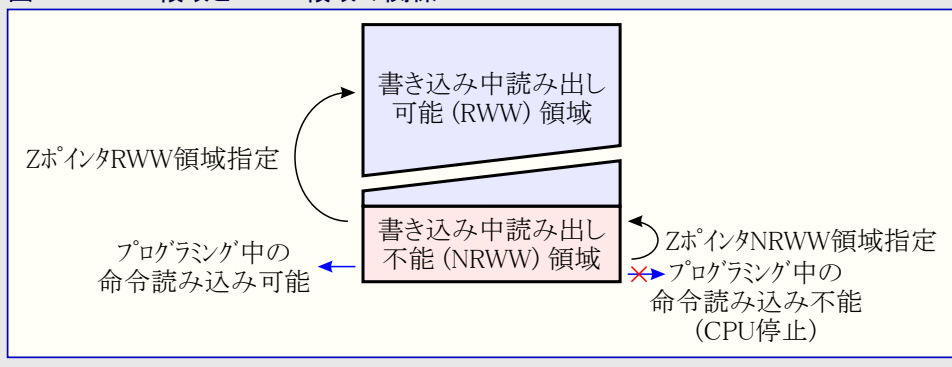 書き込み中読み出し
可能 (RWW) 領域
ZﾎﾟｲﾝﾀRWW領域指定
書き込み中読み出し
不能 (NRWW) 領域
ﾌﾟﾛｸﾞﾗﾐﾝｸﾞ中の
命令読み込み可能
ZﾎﾟｲﾝﾀNRWW領域指定
ﾌﾟﾛｸﾞﾗﾐﾝｸﾞ中の
命令読み込み不能
(CPU停止)